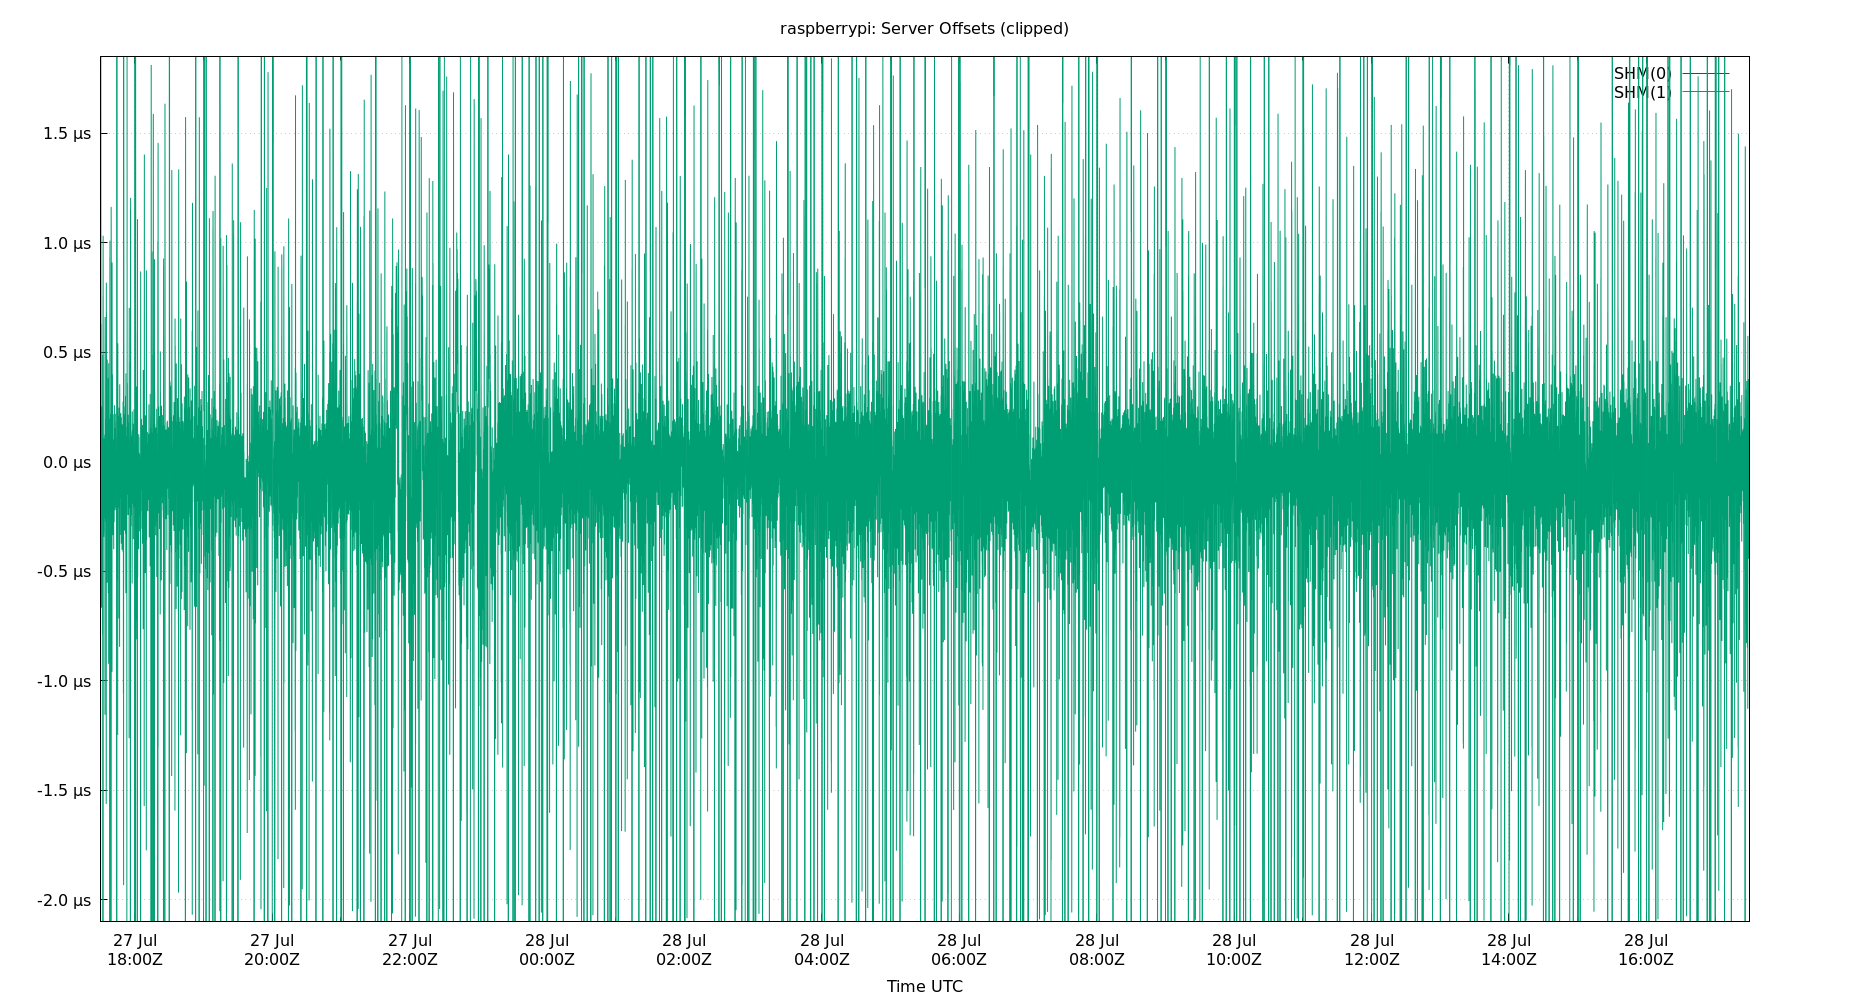 raspberrypi: Server Offsets (clipped)
SHM(0)
SHM(1)
1.5 µs
1.0 µs
0.5 µs
0.0 µs
-0.5 µs
-1.0 µs
-1.5 µs
-2.0 µs
27 Jul 27 Jul 27 Jul 28 Jul 28 Jul 28 Jul 28 Jul 28 Jul 28 Jul 28 Jul 28 Jul 28 Jul
18:00Z 20:00Z 22:00Z 00:00Z 02:00Z 04:00Z 06:00Z 08:00Z 10:00Z 12:00Z 14:00Z 16:00Z
Time UTC